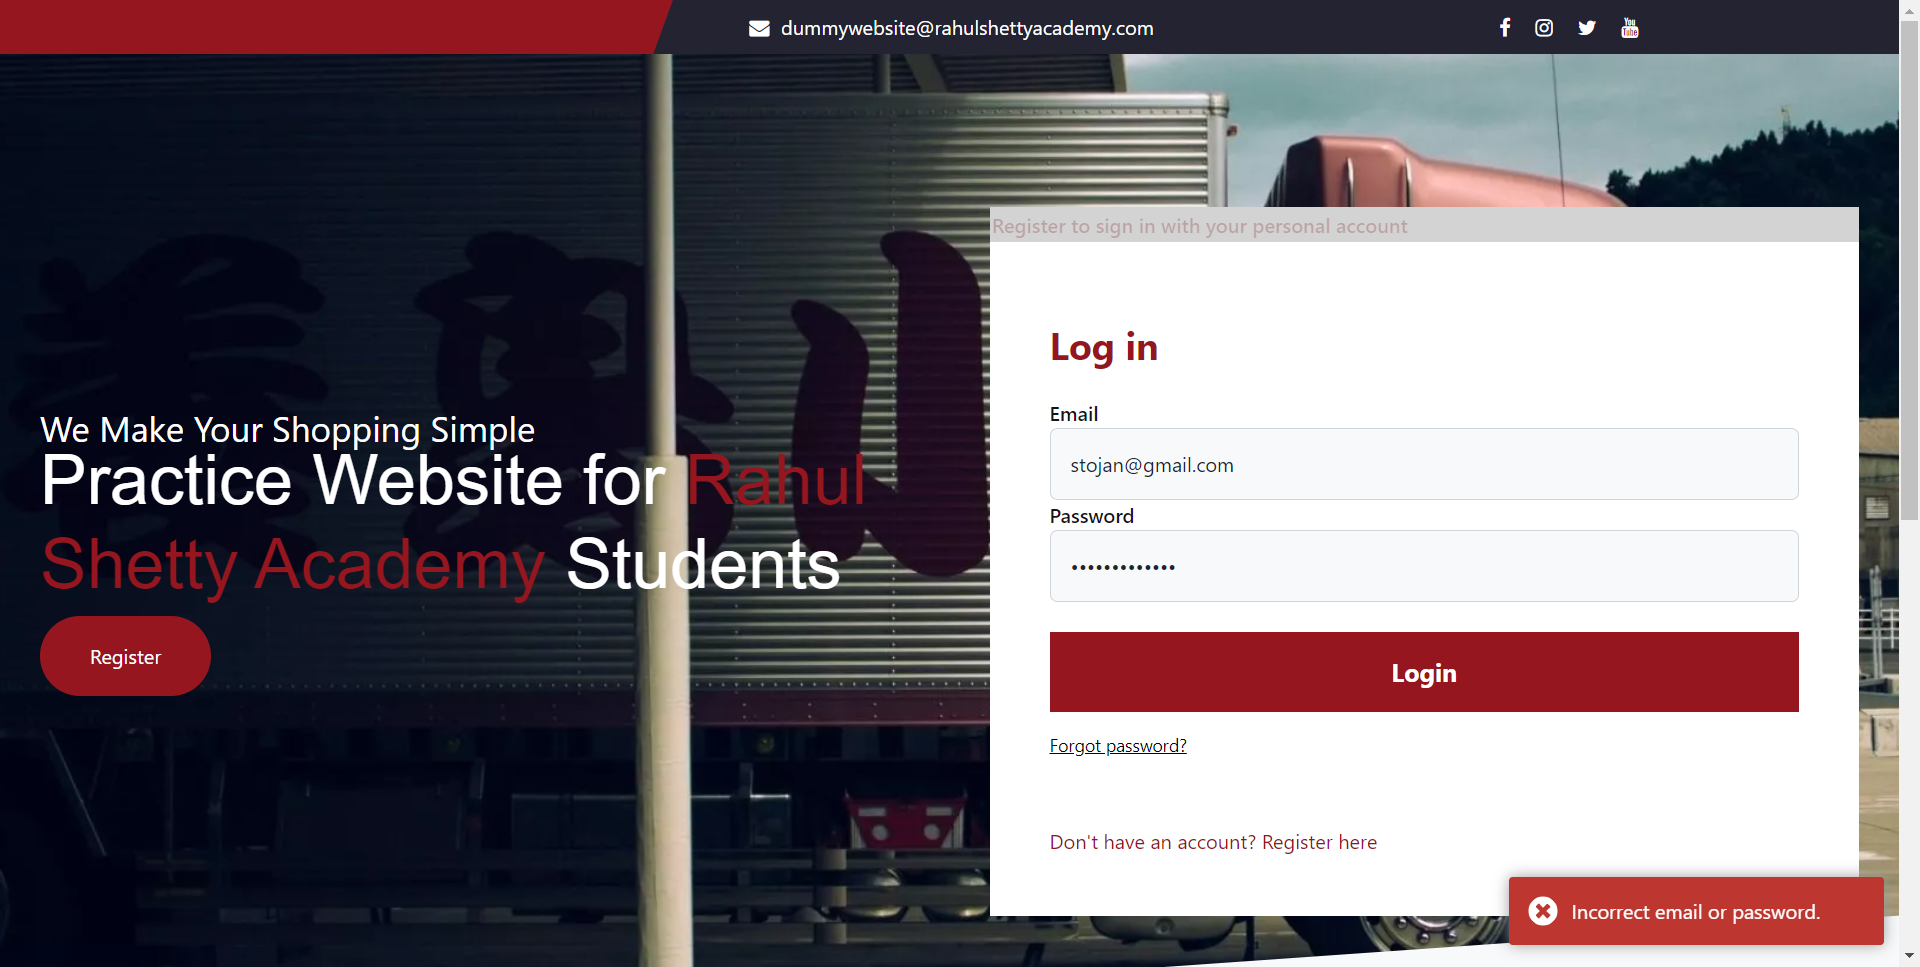 dummywebsite@rahulshettyacademy.com
You
Tube
Register to sign in with your personal account
We Make Your Shopping Simple
Practice Website for Rahul
Shetty Academy Students
Register
Log in
Email
stojan@gmail.com
Password
•••••••••••••
Login
Forgot password?
Don't have an account? Register here
Incorrect email or password.